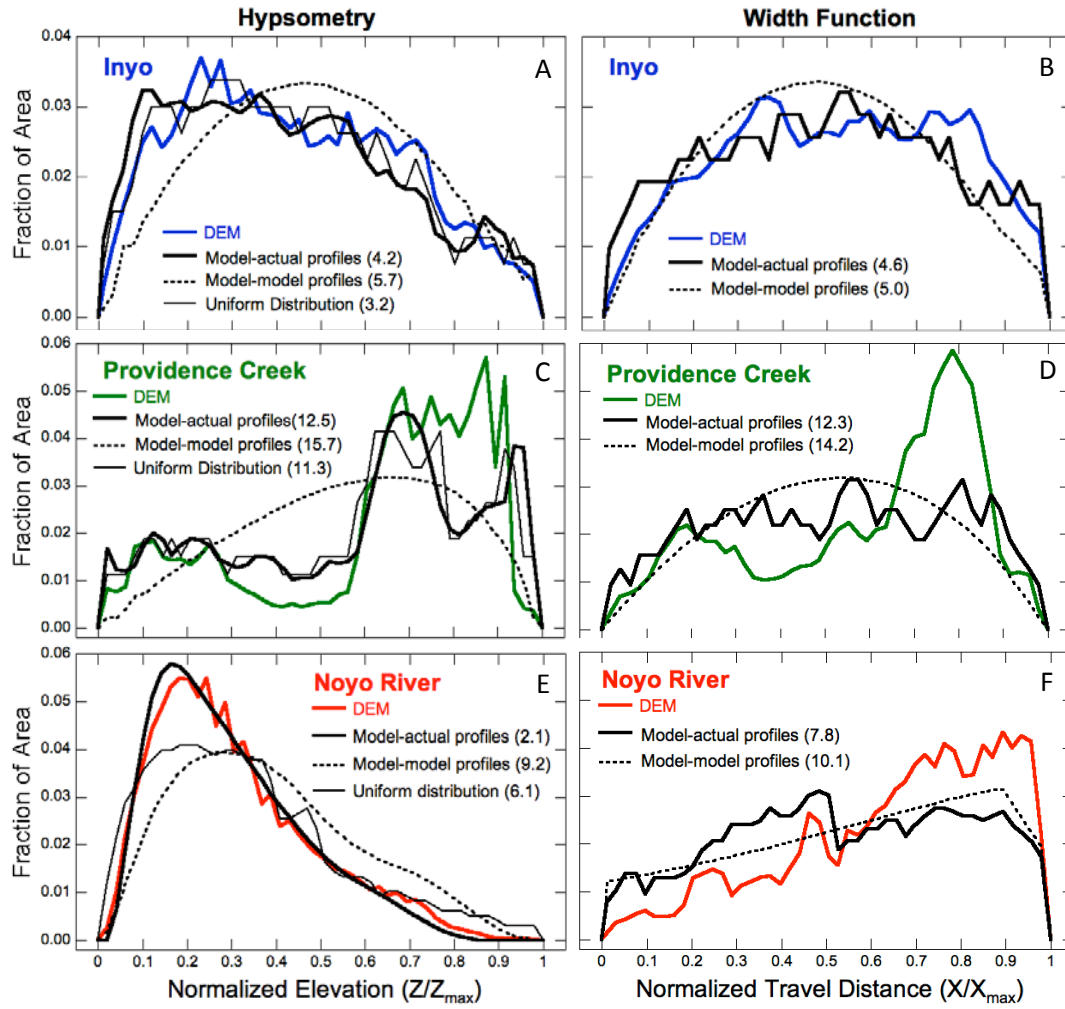 Hypsometry
Width Function
Fraction of Area
0.04
0.03
0.02
0.01
0.00
Inyo
A
DEM
Model-actual profiles (4.2)
Model-model profiles (5.7)
Uniform Distribution (3.2)
Inyo
B
DEM
Model-actual profiles (4.6)
Model-model profiles (5.0)
Fraction of Area
0.06
0.05
0.04
0.03
0.02
0.01
0.00
Providence Creek
C
DEM
Model-actual profiles(12.5)
Model-model profiles (15.7)
Uniform Distribution (11.3)
Providence Creek
D
DEM
Model-actual profiles (12.3)
Model-model profiles (14.2)
Fraction of Area
0.06
0.05
0.04
0.03
0.02
0.01
0.00
Noyo River
E
DEM
Model-actual profiles (2.1)
Model-model profiles (9.2)
Uniform distribution (6.1)
0 0.1 0.2 0.3 0.4 0.5 0.6 0.7 0.8 0.9 1
Normalized Elevation (Z/Zmax)
Noyo River
F
DEM
Model-actual profiles (7.8)
Model-model profiles (10.1)
0 0.1 0.2 0.3 0.4 0.5 0.6 0.7 0.8 0.9 1
Normalized Travel Distance (X/Xmax)